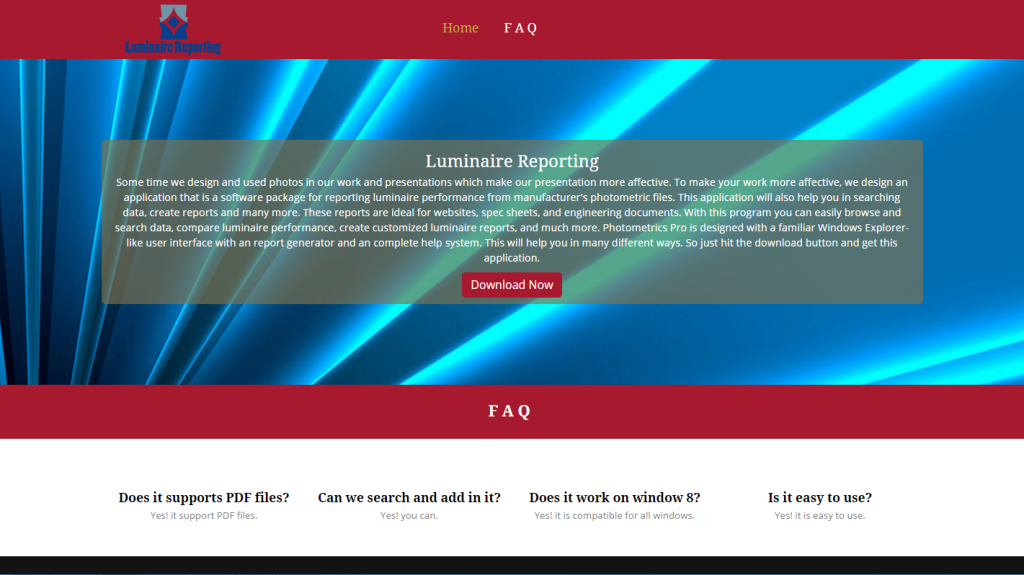 Luminaire Reporting
Home
F A Q
Luminaire Reporting
Some time we design and used photos in our work and presentations which make our presentation more affective. To make your work more affective, we design an
application that is a software package for reporting luminaire performance from manufacturer's photometric files. This application will also help you in searching
data, create reports and many more. These reports are ideal for websites, spec sheets, and engineering documents. With this program you can easily browse and
search data, compare luminaire performance, create customized luminaire reports, and much more. Photometrics Pro is designed with a familiar Windows Explorer-
like user interface with an report generator and an complete help system. This will help you in many different ways. So just hit the download button and get this
application.
Download Now
F A Q
Does it supports PDF files?
Yes! it support PDF files.
Can we search and add in it?
Yes! you can.
Does it work on window 8?
Yes! it is compatible for all windows.
Is it easy to use?
Yes! it is easy to use.